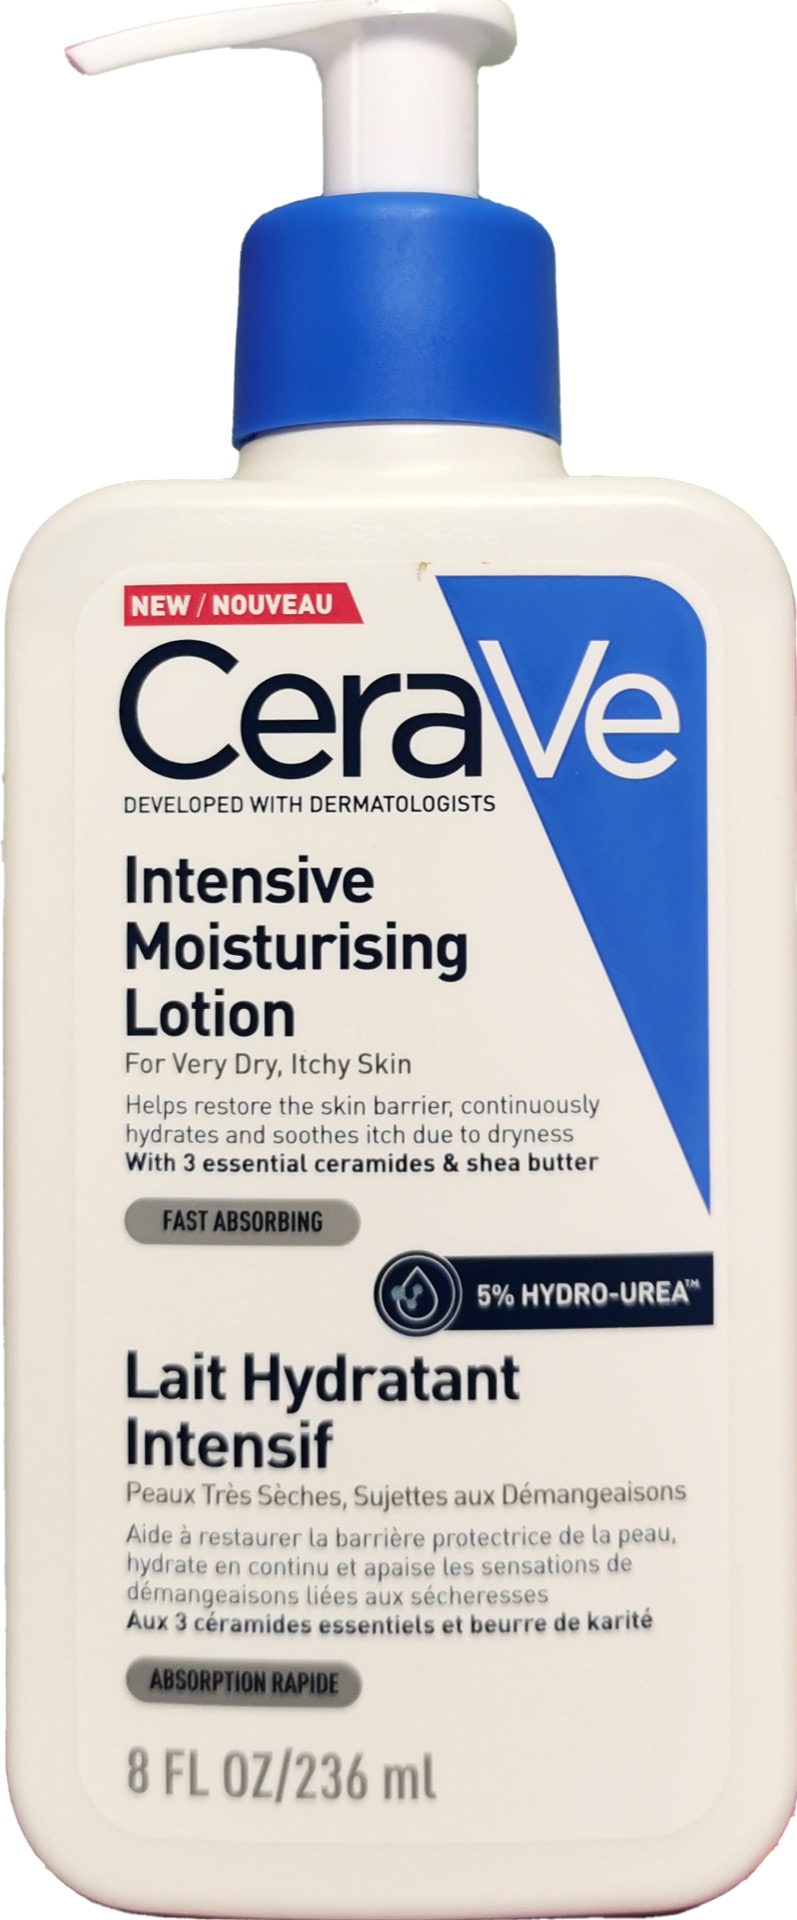 NEW / NOUVEAU
CeraVe
DEVELOPED WITH DERMATOLOGISTS
Intensive
Moisturising
Lotion
For Very Dry, Itchy Skin
Helps restore the skin barrier, continuously
hydrates and soothes itch due to dryness
With 3 essential ceramides & shea butter
FAST ABSORBING
5% HYDRO-UREA™
Lait Hydratant
Intensif
Peaux Très Sèches, Sujettes aux Démangeaisons
Aide à restaurer la barrière protectrice de la peau,
hydrate en continu et apaise les sensations de
démangeaisons liées aux sécheresses
Aux 3 céramides essentiels et beurre de karité
ABSORPTION RAPIDE
8 FL OZ/236 ml